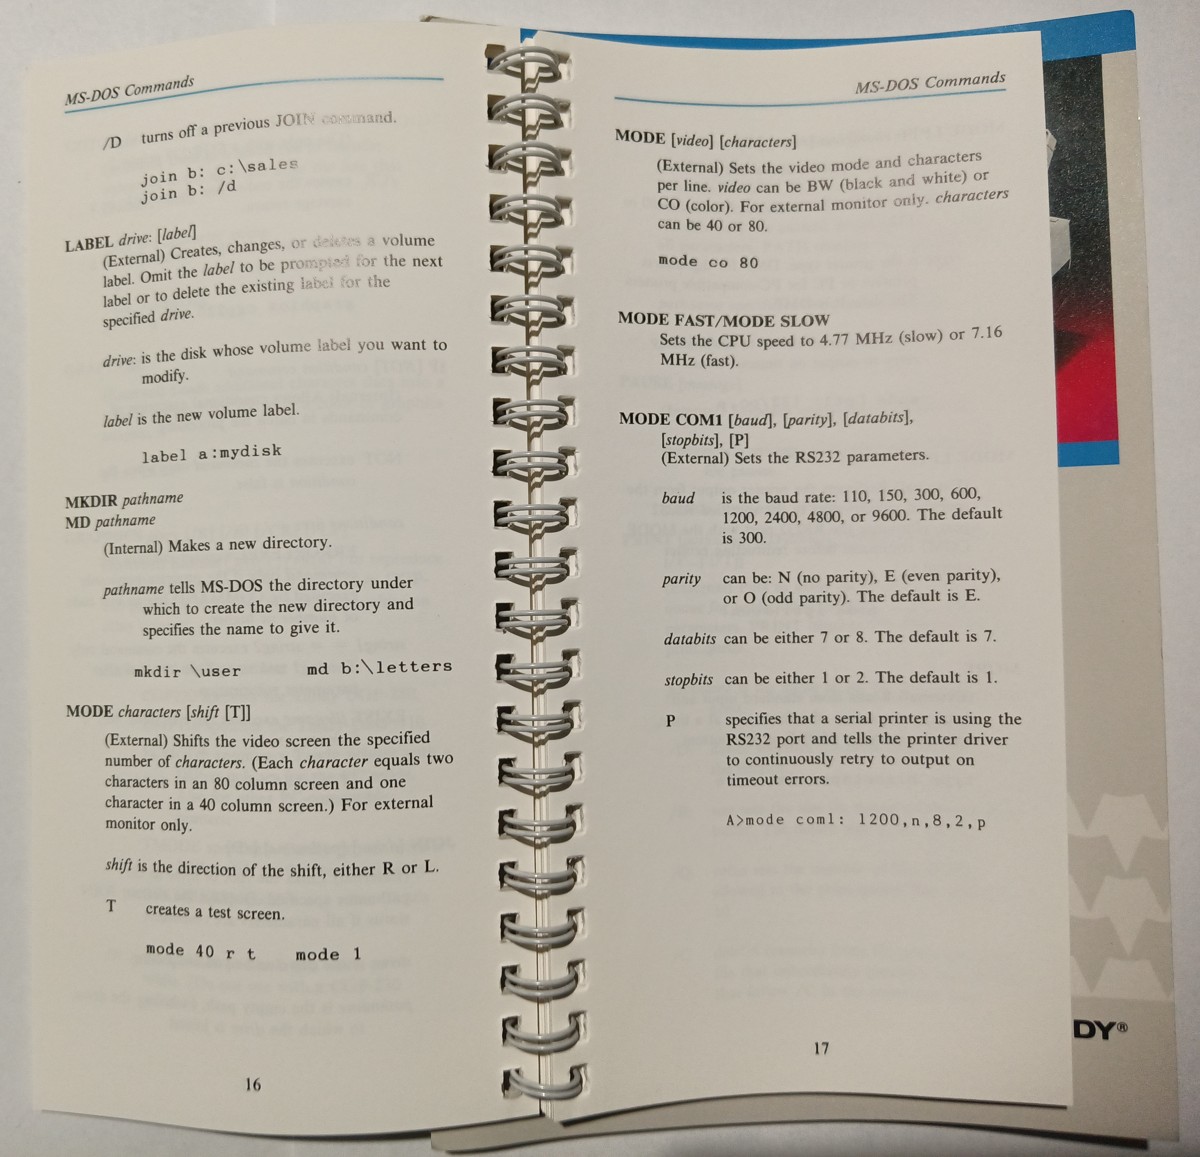 MS-DOS Commands
/D turns off a previous JOIN command.
join b: c:\sales
join b: /d
LABEL drive: [label]
(External) Creates, changes, or deletes a volume
label. Omit the label to be prompted for the next
label or to delete the existing label for the
specified drive.
drive: is the disk whose volume label you want to
modify.
label is the new volume label.
label a:mydisk
MKDIR pathname
MD pathname
(Internal) Makes a new directory.
pathname tells MS-DOS the directory under
which to create the new directory and
specifies the name to give it.
mkdir \user md b:\letters
MODE characters [shift [T]]
(External) Shifts the video screen the specified
number of characters. (Each character equals two
characters in an 80 column screen and one
character in a 40 column screen.) For external
monitor only.
shift is the direction of the shift, either R or L.
T creates a test screen.
mode 40 r t mode 1
16
MS-DOS Commands
MODE [video] [characters]
(External) Sets the video mode and characters
per line. video can be BW (black and white) or
CO (color). For external monitor only. characters
can be 40 or 80.
mode co 80
MODE FAST/MODE SLOW
Sets the CPU speed to 4.77 MHz (slow) or 7.16
MHz (fast).
MODE COM1 [baud], [parity], [databits],
[stopbits], [P]
(External) Sets the RS232 parameters.
baud is the baud rate: 110, 150, 300, 600,
1200, 2400, 4800, or 9600. The default
is 300.
parity can be: N (no parity), E (even parity),
or O (odd parity). The default is E.
databits can be either 7 or 8. The default is 7.
stopbits can be either 1 or 2. The default is 1.
P specifies that a serial printer is using the
RS232 port and tells the printer driver
to continuously retry to output on
timeout errors.
A>mode com1: 1200,n,8,2,p
17
DY®